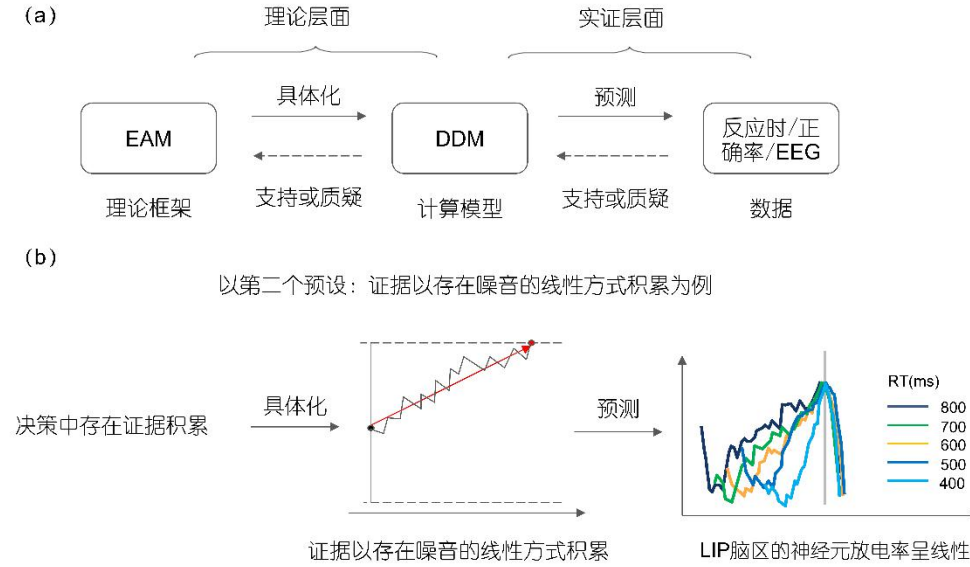 (a)
理论层面
实证层面
具体化
预测
EAM
DDM
反应时/正
确率/EEG
支持或质疑
支持或质疑
理论框架
计算模型
数据
(b)
以第二个预设：证据以存在噪音的线性方式积累为例
决策中存在证据积累
具体化
预测
RT(ms)
800
700
600
500
400
证据以存在噪音的线性方式积累
LIP脑区的神经元放电率呈线性